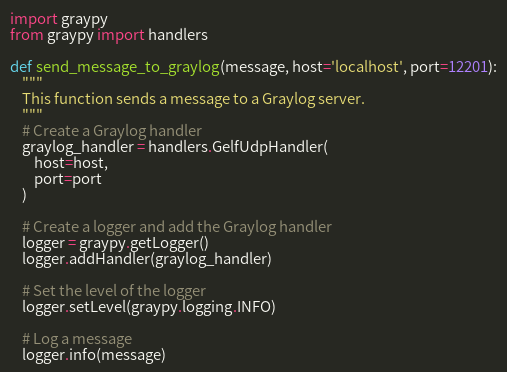 import graypy
from graypy import handlers
def send_message_to_graylog(message, host='localhost', port=12201):
"""
This function sends a message to a Graylog server.
"""
# Create a Graylog handler
graylog_handler = handlers.GelfUdpHandler(
host=host,
port=port
)
# Create a logger and add the Graylog handler
logger = graypy.getLogger()
logger.addHandler(graylog_handler)
# Set the level of the logger
logger.setLevel(graypy.logging.INFO)
# Log a message
logger.info(message)